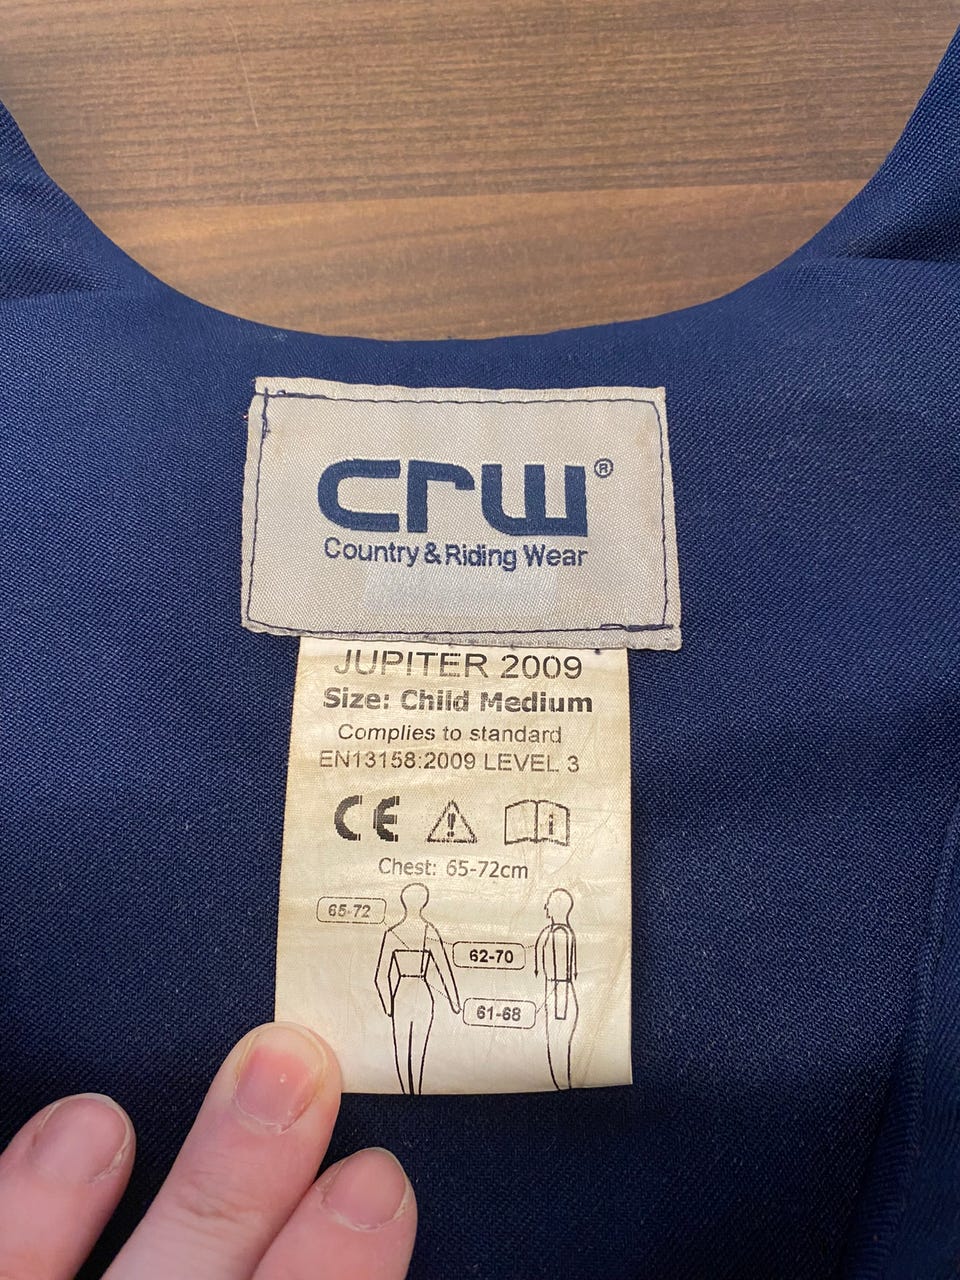 crw®
Country & Riding Wear
JUPITER 2009
Size: Child Medium
Complies to standard
EN13158:2009 LEVEL 3
CE
Chest: 65-72cm
65-72
62-70
61-68